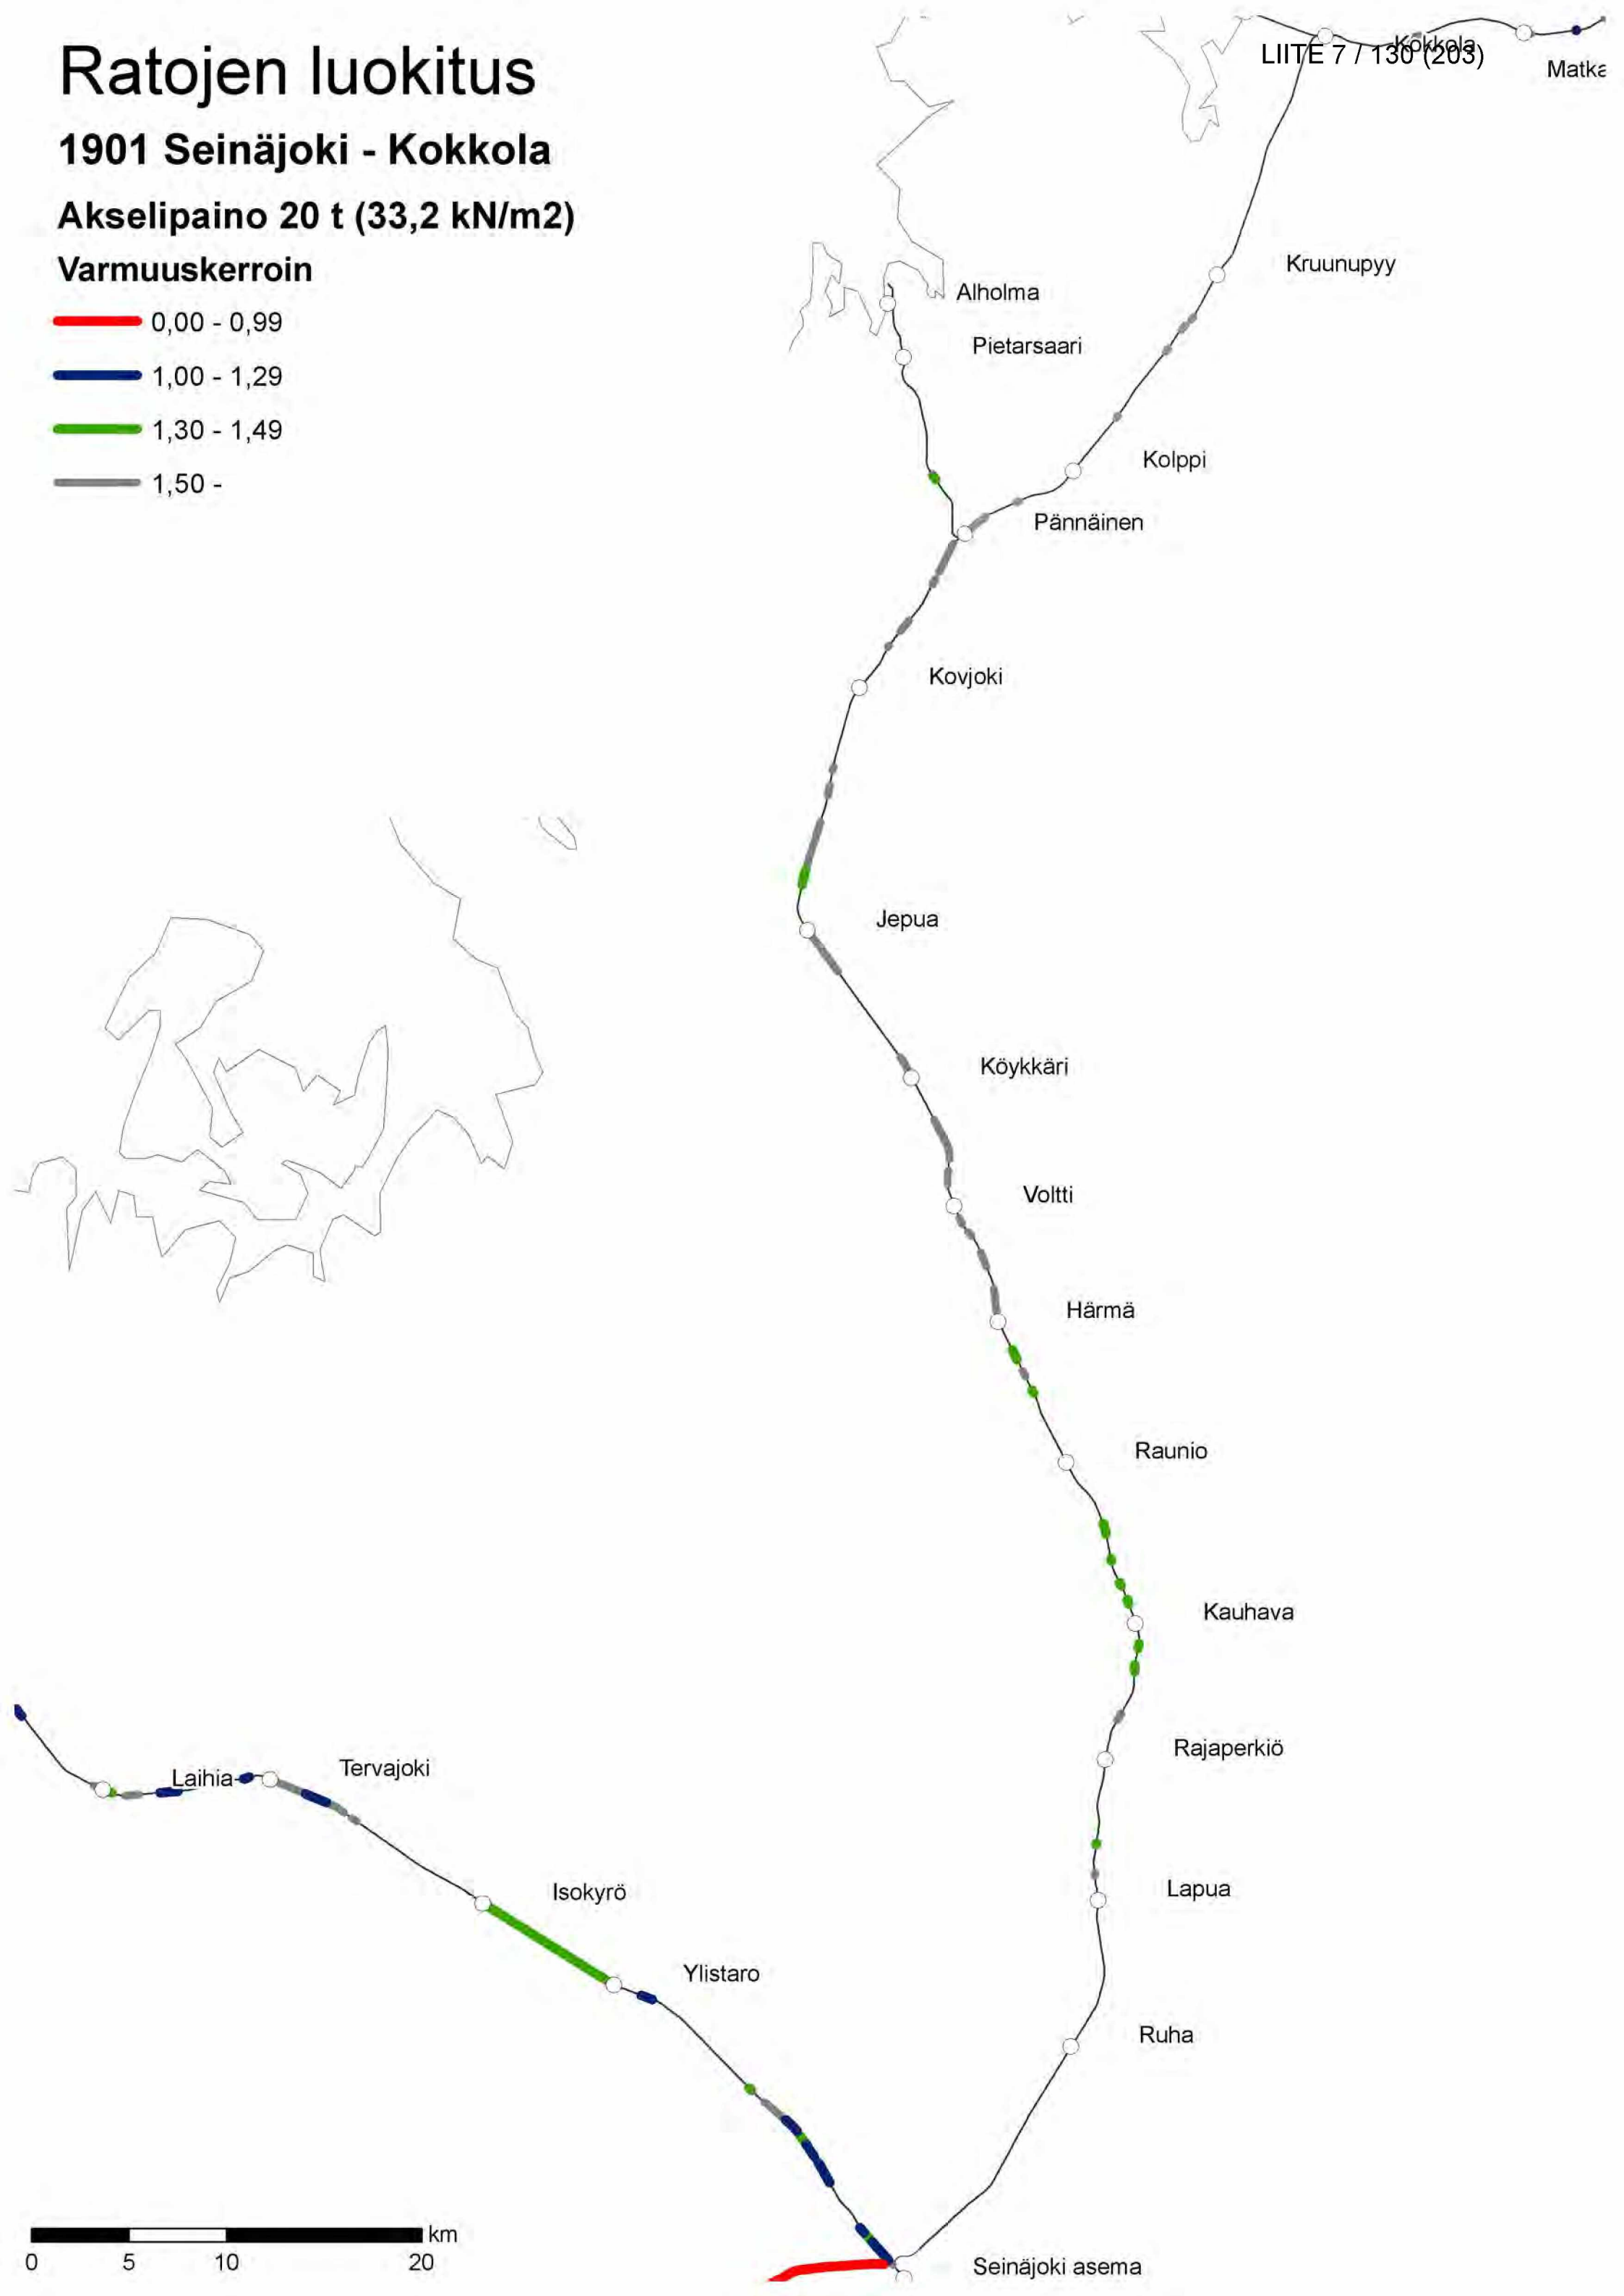 Ratojen luokitus
1901 Seinäjoki - Kokkola
Akselipaino 20 t (33,2 kN/m2)
Varmuuskerroin
0,00 - 0,99
1,00 - 1,29
1,30 - 1,49
1,50 -
Kokkola
LIITE 7 / 130 (203)
Matka
Kruunupyy
Alholma
Pietarsaari
Kolppi
Pännäinen
Kovjoki
Jepua
Köykkäri
Voltti
Härmä
Raunio
Kauhava
Rajaperkiö
Laihia
Tervajoki
Lapua
Isokyrö
Ylistaro
Ruha
Seinäjoki asema
km
0 5 10 20